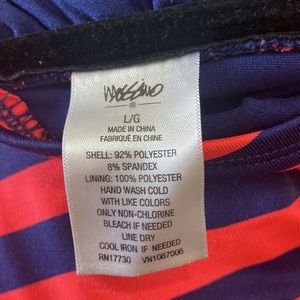 mossimo
®
L/G
MADE IN CHINA
FABRIQUÉ EN CHINE
SHELL: 92% POLYESTER
8% SPANDEX
LINING: 100% POLYESTER
HAND WASH COLD
WITH LIKE COLORS
ONLY NON-CHLORINE
BLEACH IF NEEDED
LINE DRY
COOL IRON IF NEEDED
RN17730 VN1087006